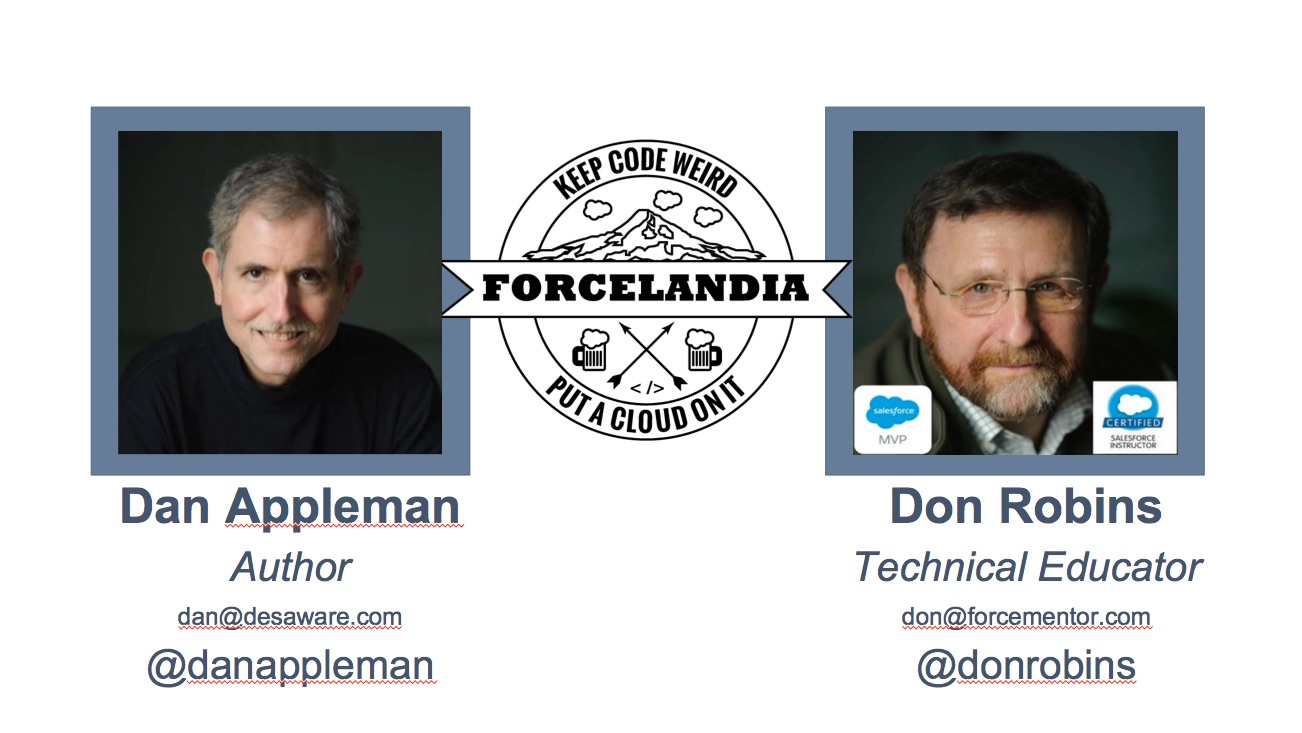 KEEP CODE WEIRD
FORCELANDIA
</>
PUT A CLOUD ON IT
salesforce
MVP
CERTIFIED
SALESFORCE
INSTRUCTOR
Dan Appleman
Author
dan@desaware.com
@danappleman
Don Robins
Technical Educator
don@forcementor.com
@donrobins